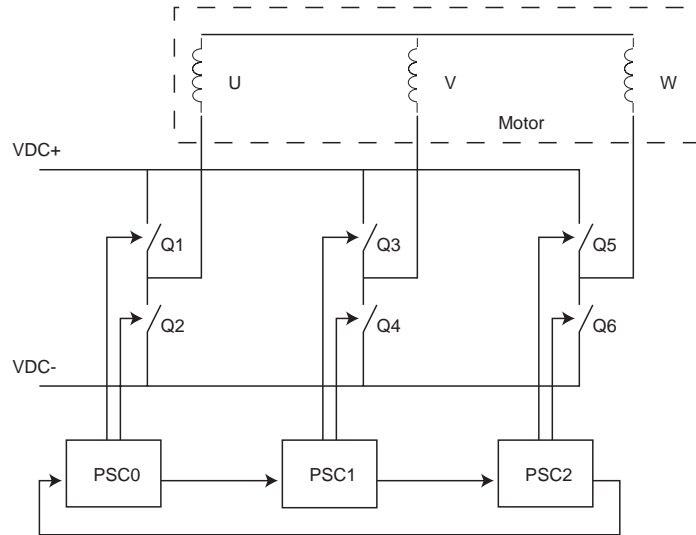 U
V
W
Motor
VDC+
Q1
Q3
Q5
Q2
Q4
Q6
VDC-
PSC0
PSC1
PSC2